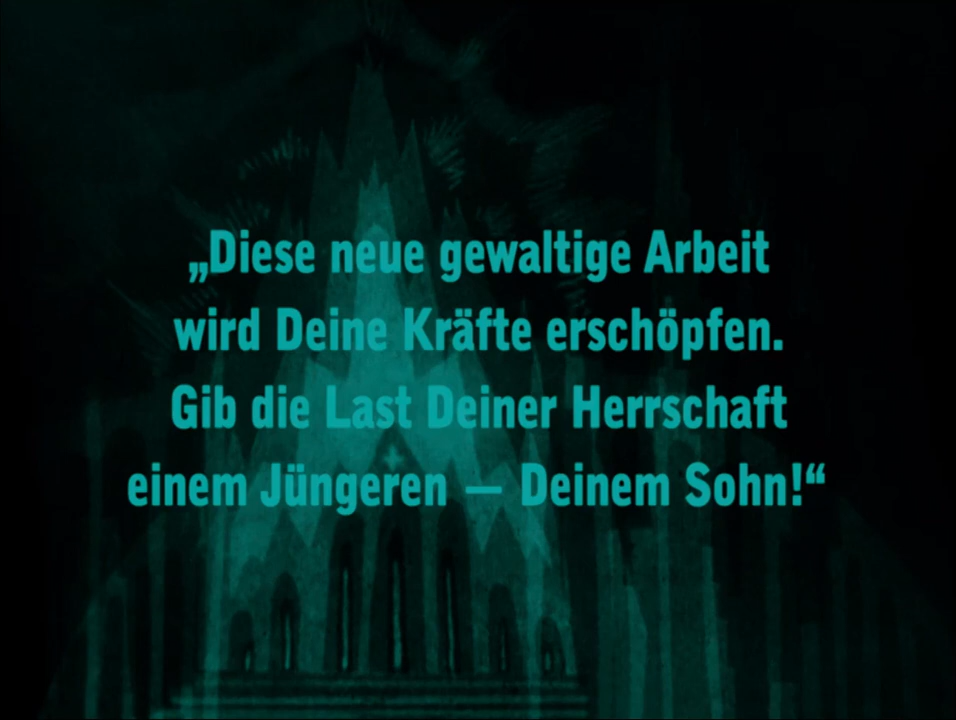 „Diese neue gewaltige Arbeit
wird Deine Kräfte erschöpfen.
Gib die Last Deiner Herrschaft
einem Jüngeren — Deinem Sohn!“